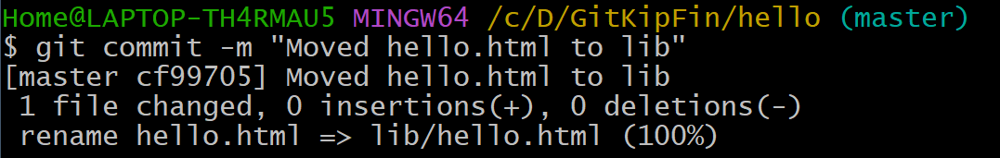 Home@LAPTOP-TH4RMAU5 MINGW64 /c/D/GitKipFin/hello (master)
$ git commit -m "Moved hello.html to lib"
[master cf99705] Moved hello.html to lib
 1 file changed, 0 insertions(+), 0 deletions(-)
 rename hello.html => lib/hello.html (100%)